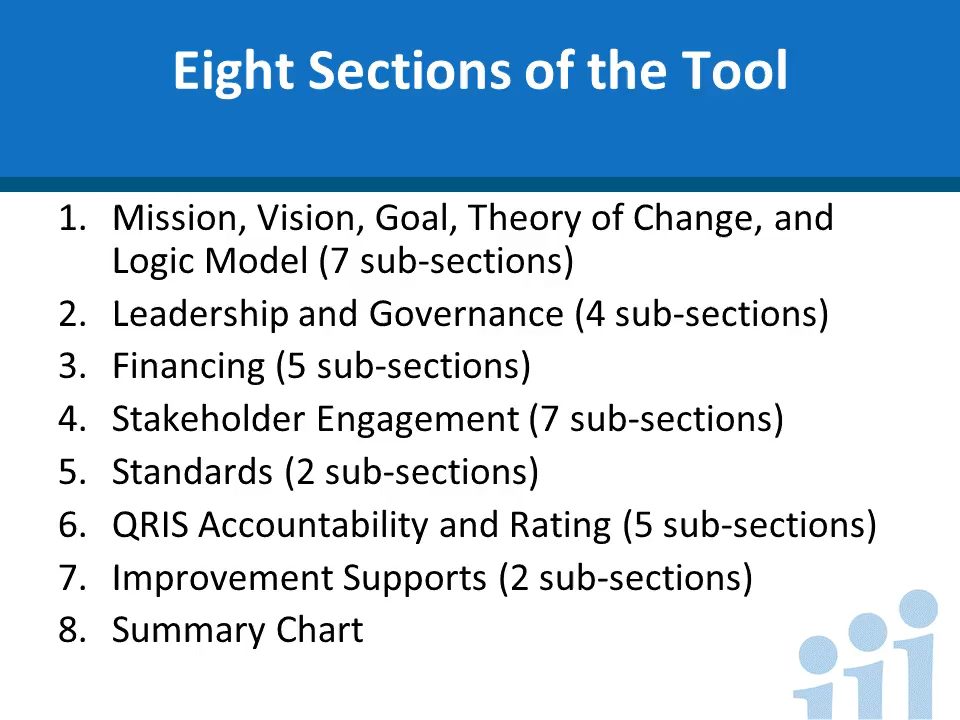 Eight Sections of the Tool
1. Mission, Vision, Goal, Theory of Change, and
Logic Model (7 sub-sections)
2. Leadership and Governance (4 sub-sections)
3. Financing (5 sub-sections)
4. Stakeholder Engagement (7 sub-sections)
5. Standards (2 sub-sections)
6. QRIS Accountability and Rating (5 sub-sections)
7. Improvement Supports (2 sub-sections)
8. Summary Chart